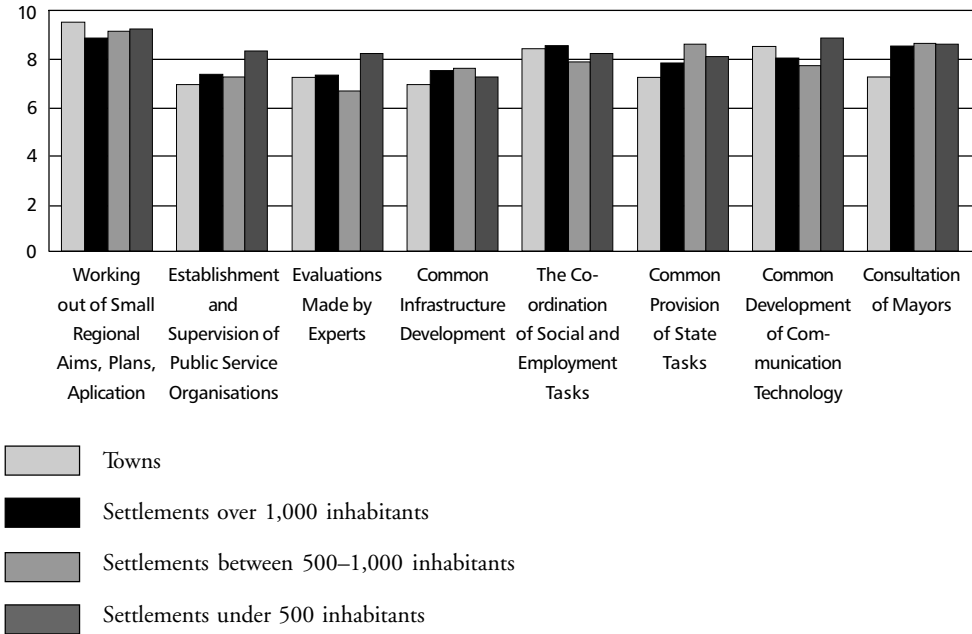 10
8
6
4
2
0
Working
out of Small
Regional
Aims, Plans,
Aplication
Establishment
and
Supervision of
Public Service
Organisations
Evaluations
Made by
Experts
Common
Infrastructure
Development
The Co-
ordination
of Social and
Employment
Tasks
Common
Provision
of State
Tasks
Common
Development
of Com-
munication
Technology
Consultation
of Mayors
Towns
Settlements over 1,000 inhabitants
Settlements between 500–1,000 inhabitants
Settlements under 500 inhabitants